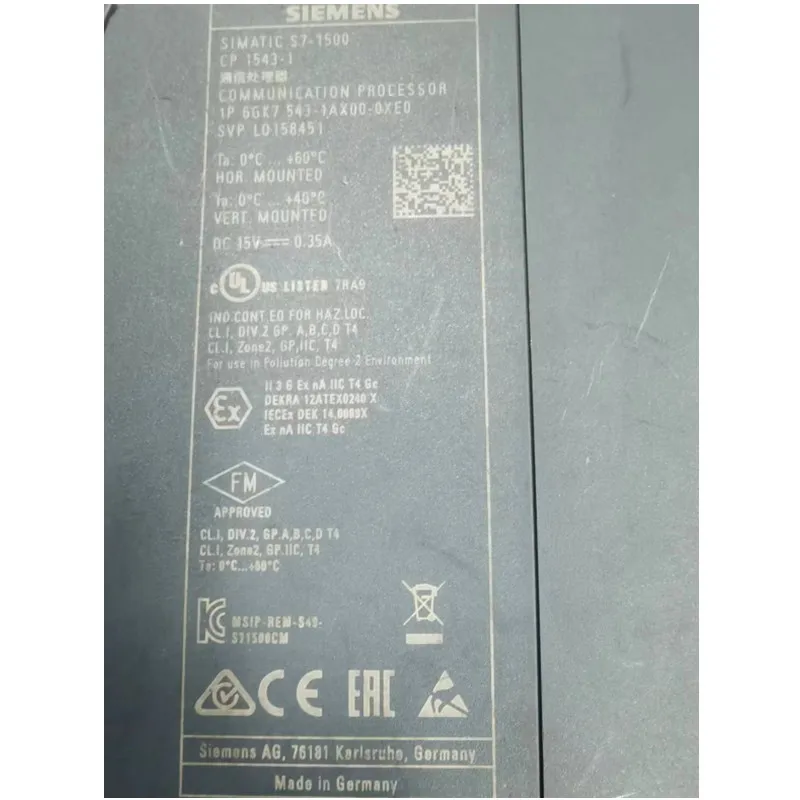 SIEMENS
SIMATIC S7-1500
CP 1543-1
通信处理器
COMMUNICATION PROCESSOR
1P 6GK7 543-1AX00-0XE0
SVP L0158451
Ta: 0°C ... +60°C
HOR. MOUNTED
Ta: 0°C ... +40°C
VERT. MOUNTED
DC 15V 0.35A
c UL US LISTED 7RA9
IND.CONT.EQ FOR HAZ.LOC.
CL.I, DIV.2 GP. A,B,C,D T4
CL.I, Zone2, GP.IIC, T4
For use in Pollution Degree 2 Environment
Ex
II 3 G Ex nA IIC T4 Gc
DEKRA 12ATEX0240 X
IECEx DEK 14.
Ex nA IIC T4 Gc
FM
APPROVED
CL.I, DIV.2, GP.A,B,C,D T4
CL.I, Zone2, GP.IIC, T4
Ta: 0°C...+60°C
MSIP-REM-S49-
S71500CM
CE EAC
Siemens AG, 76181 Karlsruhe, Germany
Made in Germany